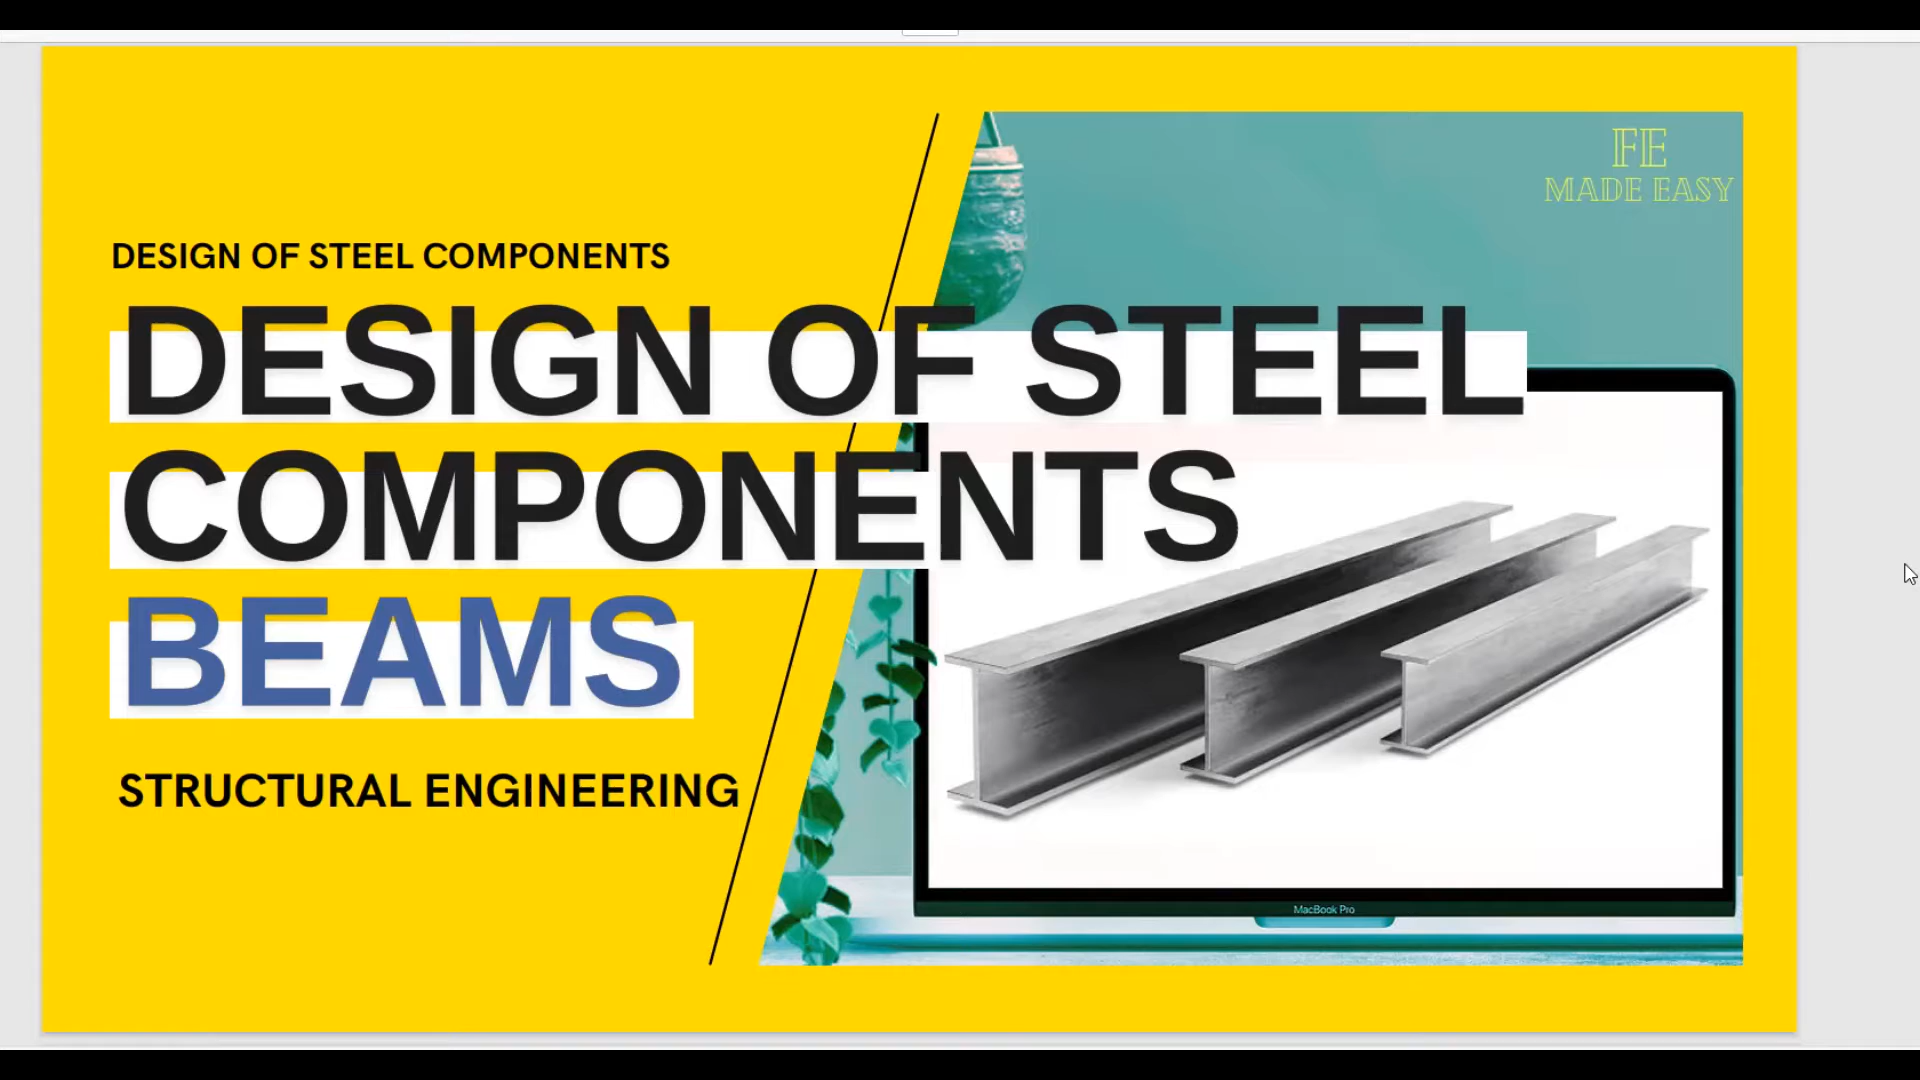 FE
MADE EASY
DESIGN OF STEEL COMPONENTS
DESIGN OF STEEL
COMPONENTS
BEAMS
STRUCTURAL ENGINEERING
MacBook Pro